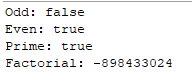 Odd: false
Even: true
Prime: true
Factorial: -898433024